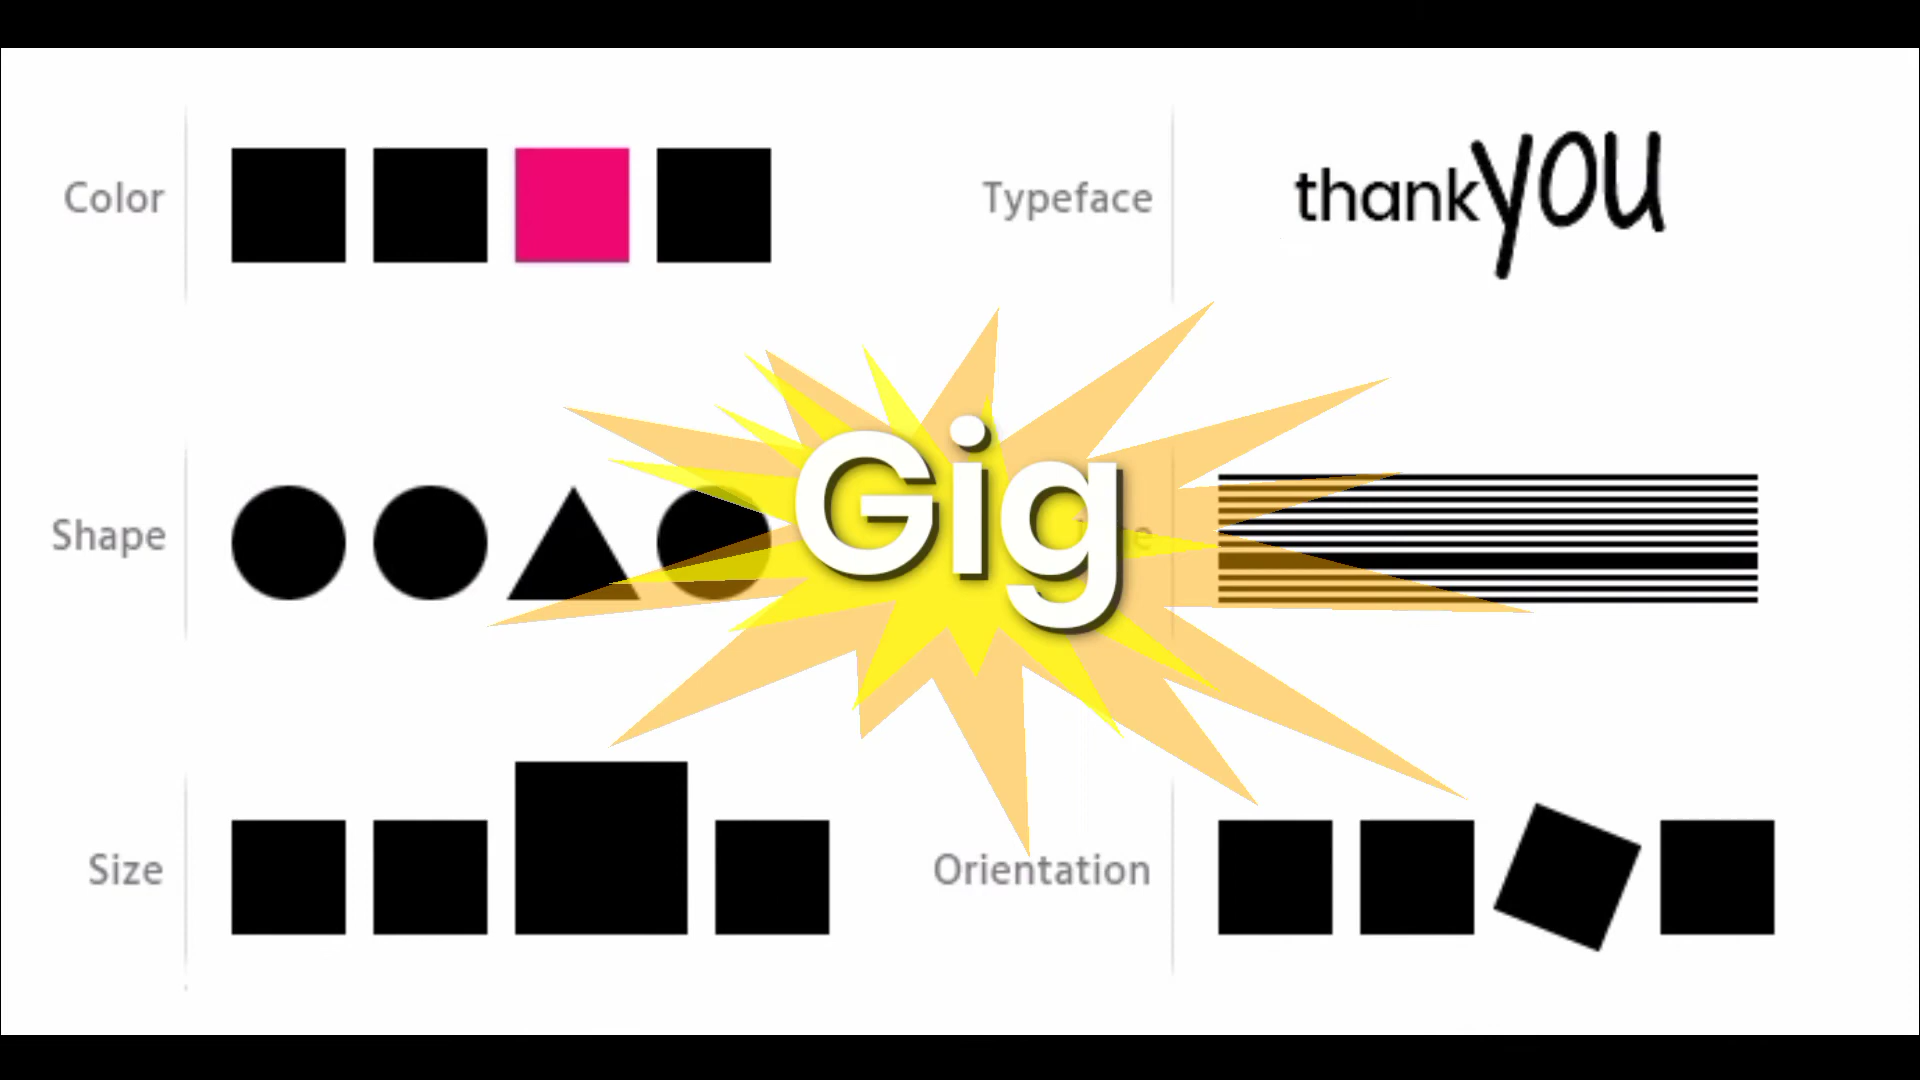 Color
Typeface
thankyou
Gig
Shape
Size
Orientation